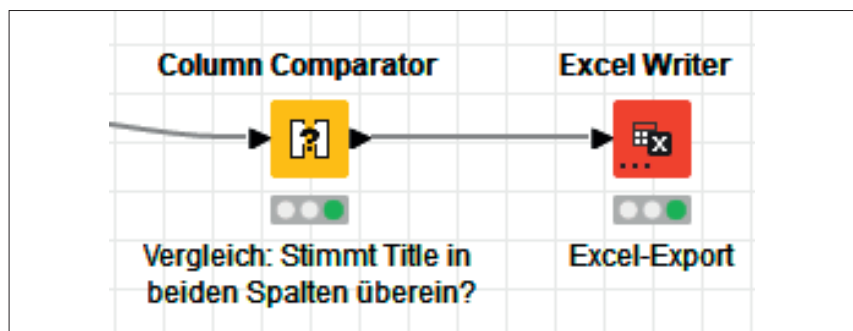 Column Comparator
Excel Writer
?
x
Vergleich: Stimmt Title in
beiden Spalten überein?
Excel-Export